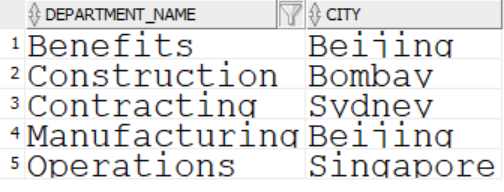 DEPARTMENT_NAME CITY
1 Benefits Beijing
2 Construction Bombay
3 Contracting Sydney
4 Manufacturing Beijing
5 Operations Singapore